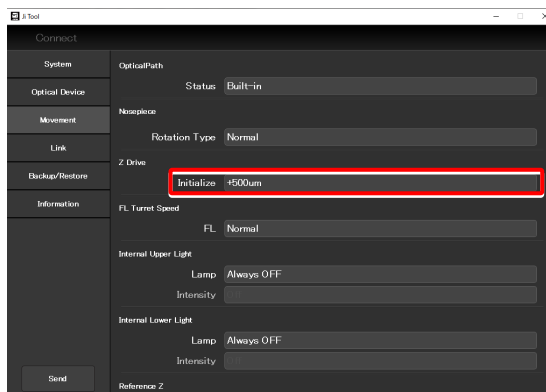 Ji Tool
Connect
System
Optical Device
Movement
Link
Backup/Restore
Information
Send
OpticalPath
Status Built-in
Nosepiece
Rotation Type Normal
Z Drive
Initialize +500um
FL Turret Speed
FL Normal
Internal Upper Light
Lamp Always OFF
Intensity
Internal Lower Light
Lamp Always OFF
Intensity
Reference Z